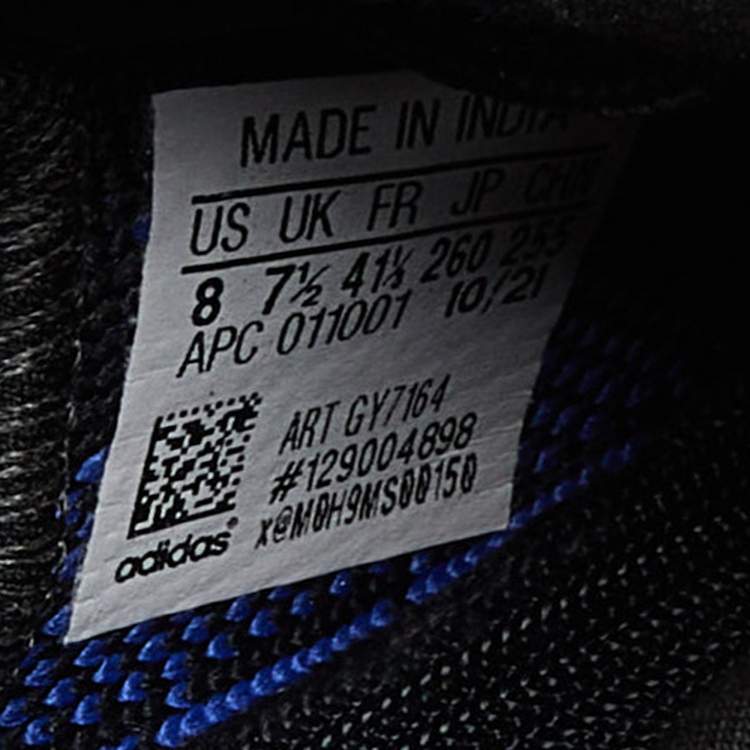 MADE IN INDIA
US UK FR JP CHN
8 7½ 41⅓ 260 255
APC 011001 10/21
ART GY7164
#129004898
x@M0H9MS00150
adidas®